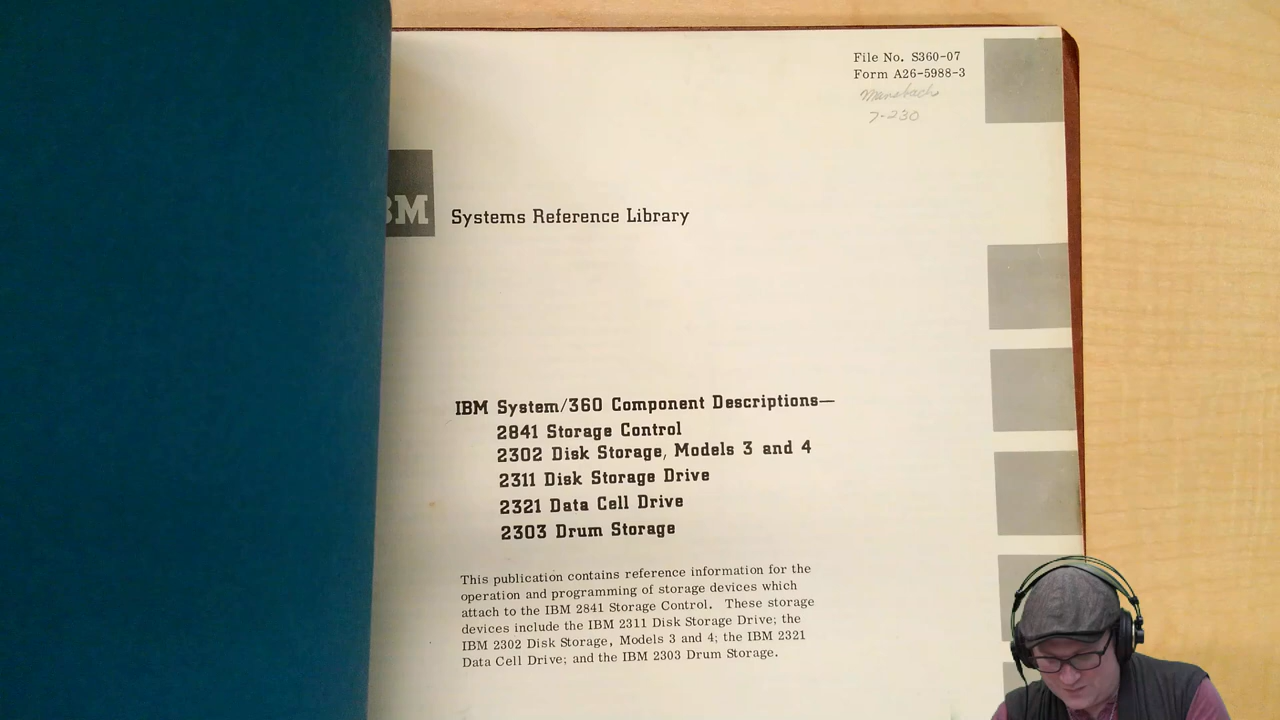 File No. S360-07
Form A26-5988-3
7-230
BM
Systems Reference Library
IBM System/360 Component Descriptions—
2841 Storage Control
2302 Disk Storage, Models 3 and 4
2311 Disk Storage Drive
2321 Data Cell Drive
2303 Drum Storage
This publication contains reference information for the
operation and programming of storage devices which
attach to the IBM 2841 Storage Control. These storage
devices include the IBM 2311 Disk Storage Drive; the
IBM 2302 Disk Storage, Models 3 and 4; the IBM 2321
Data Cell Drive; and the IBM 2303 Drum Storage.